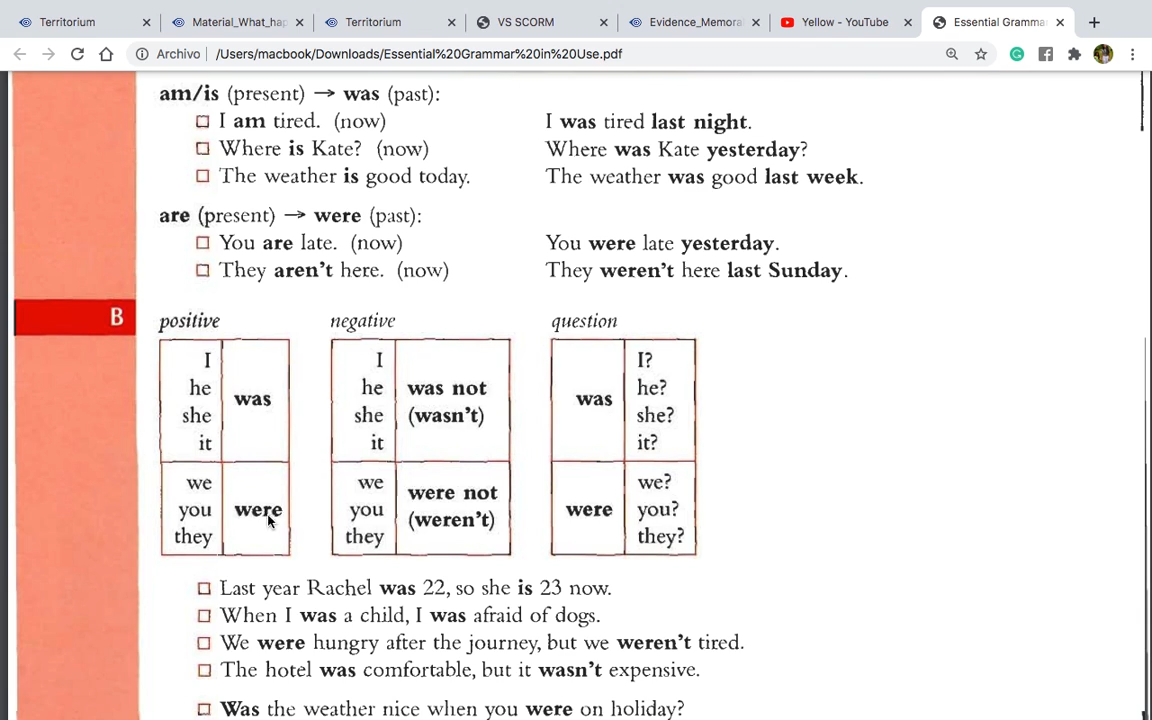 Territorium
Material_What_hap
Territorium
VS SCORM
Evidence_Memora
Yellow - YouTube
Essential Gramma
Archivo | /Users/macbook/Downloads/Essential%20Grammar%20in%20Use.pdf
am/is (present) → was (past):
I am tired. (now) I was tired last night.
Where is Kate? (now) Where was Kate yesterday?
The weather is good today. The weather was good last week.
are (present) → were (past):
You are late. (now) You were late yesterday.
They aren't here. (now) They weren't here last Sunday.
B
positive
I
he
she
it
was
we
you
they
were
negative
I
he
she
it
was not
(wasn't)
we
you
they
were not
(weren't)
question
was
I?
he?
she?
it?
were
we?
you?
they?
Last year Rachel was 22, so she is 23 now.
When I was a child, I was afraid of dogs.
We were hungry after the journey, but we weren't tired.
The hotel was comfortable, but it wasn't expensive.
Was the weather nice when you were on holiday?